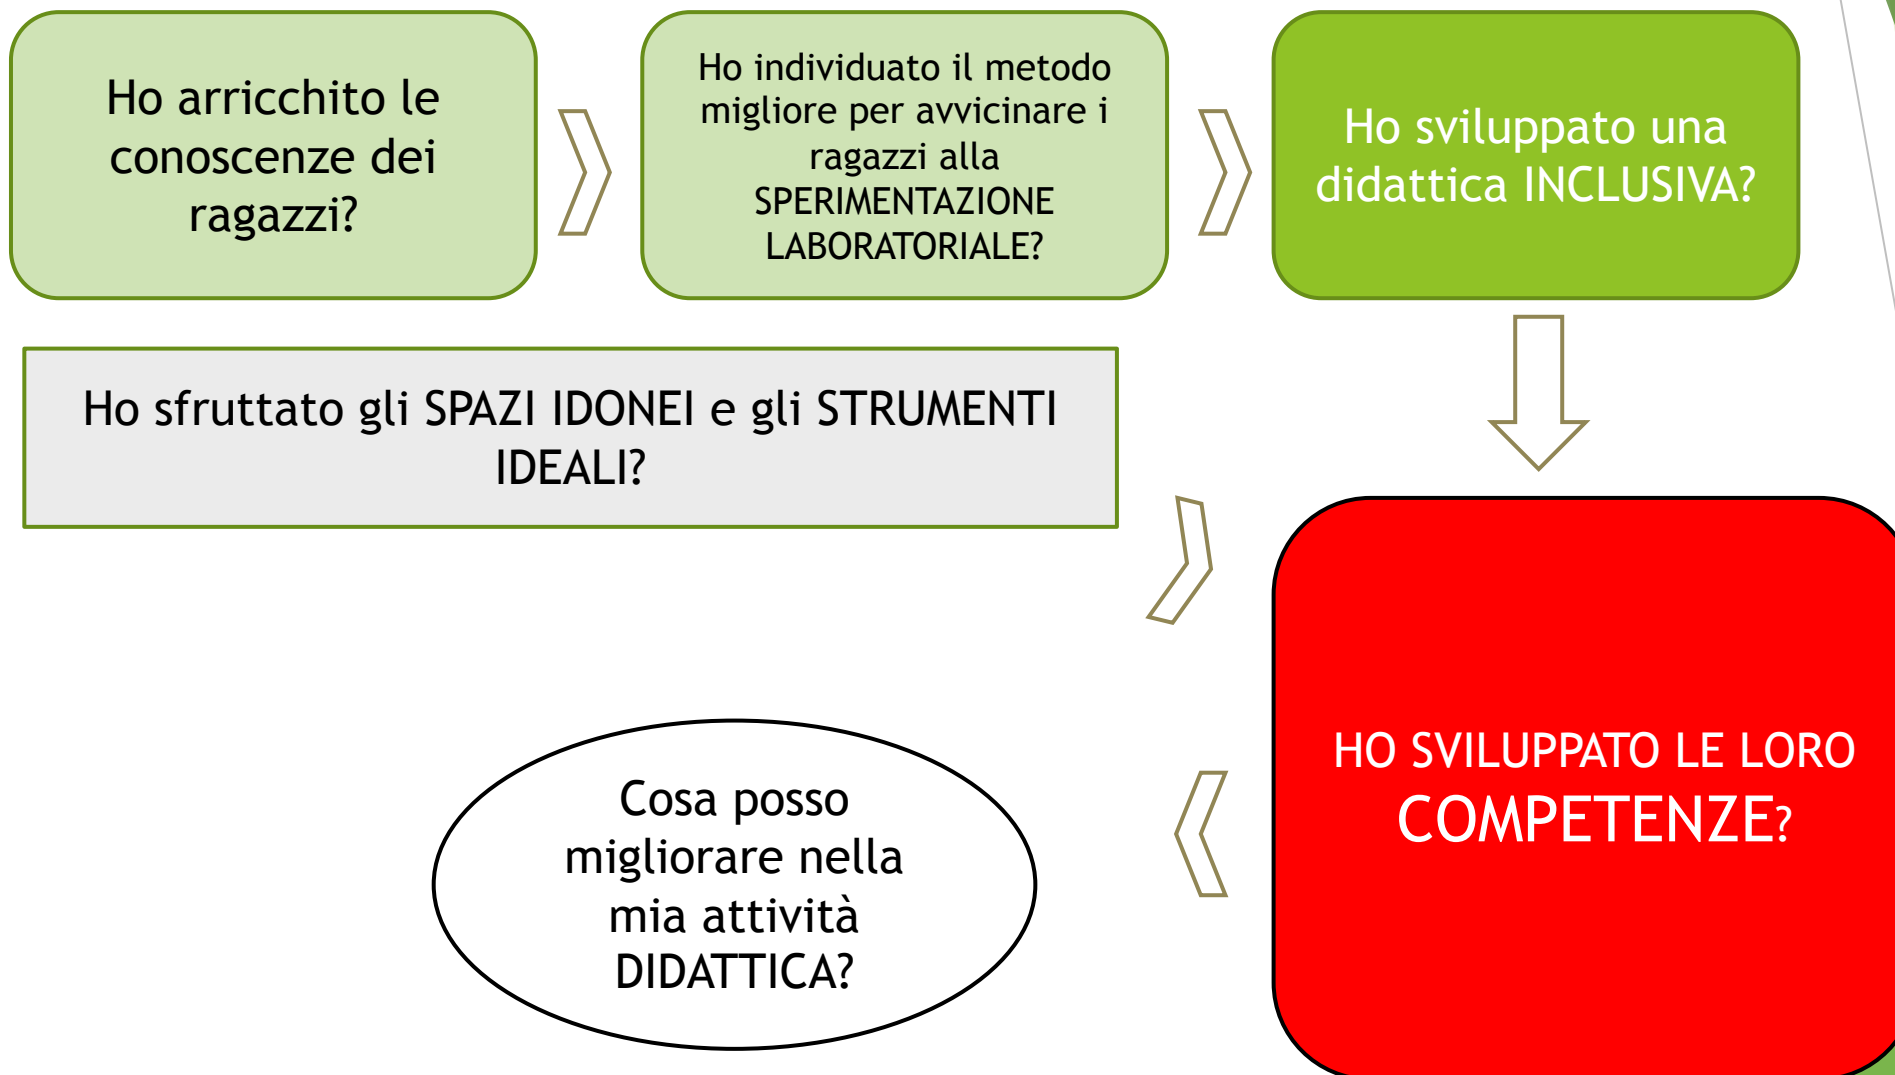 Ho arricchito le
conoscenze dei
ragazzi?
Ho individuato il metodo
migliore per avvicinare i
ragazzi alla
SPERIMENTAZIONE
LABORATORIALE?
Ho sviluppato una
didattica INCLUSIVA?
Ho sfruttato gli SPAZI IDONEI e gli STRUMENTI
IDEALI?
HO SVILUPPATO LE LORO
COMPETENZE?
Cosa posso
migliorare nella
mia attività
DIDATTICA?